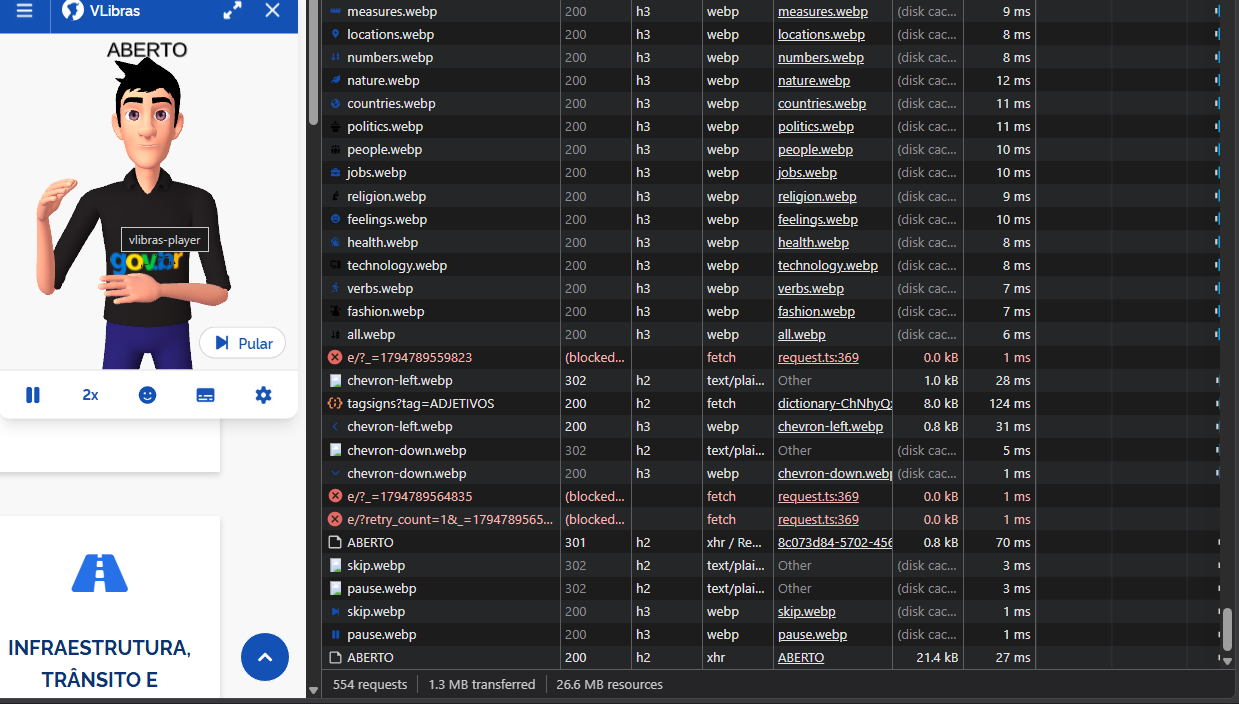 VLibras
ABERTO
vlibras-player
gov.br
Pular
2x
INFRAESTRUTURA,
TRÂNSITO E
measures.webp 200 h3 webp measures.webp (disk cac... 9 ms
locations.webp 200 h3 webp locations.webp (disk cac... 8 ms
numbers.webp 200 h3 webp numbers.webp (disk cac... 8 ms
nature.webp 200 h3 webp nature.webp (disk cac... 12 ms
countries.webp 200 h3 webp countries.webp (disk cac... 11 ms
politics.webp 200 h3 webp politics.webp (disk cac... 11 ms
people.webp 200 h3 webp people.webp (disk cac... 10 ms
jobs.webp 200 h3 webp jobs.webp (disk cac... 10 ms
religion.webp 200 h3 webp religion.webp (disk cac... 9 ms
feelings.webp 200 h3 webp feelings.webp (disk cac... 10 ms
health.webp 200 h3 webp health.webp (disk cac... 8 ms
technology.webp 200 h3 webp technology.webp (disk cac... 8 ms
verbs.webp 200 h3 webp verbs.webp (disk cac... 7 ms
fashion.webp 200 h3 webp fashion.webp (disk cac... 7 ms
all.webp 200 h3 webp all.webp (disk cac... 6 ms
e/?_=1794789559823 (blocked... fetch request.ts:369 0.0 kB 1 ms
chevron-left.webp 302 h2 text/plai... Other 1.0 kB 28 ms
tagsigns?tag=ADJETIVOS 200 h2 fetch dictionary-ChNhyQ 8.0 kB 124 ms
chevron-left.webp 200 h3 webp chevron-left.webp 0.8 kB 31 ms
chevron-down.webp 302 h2 text/plai... Other (disk cac... 5 ms
chevron-down.webp 200 h3 webp chevron-down.webp (disk cac... 1 ms
e/?_=1794789564835 (blocked... fetch request.ts:369 0.0 kB 1 ms
e/?retry_count=1&_=1794789565... (blocked... fetch request.ts:369 0.0 kB 1 ms
ABERTO 301 h2 xhr / Re... 8c073d84-5702-456 0.8 kB 70 ms
skip.webp 302 h2 text/plai... Other (disk cac... 3 ms
pause.webp 302 h2 text/plai... Other (disk cac... 3 ms
skip.webp 200 h3 webp skip.webp (disk cac... 1 ms
pause.webp 200 h3 webp pause.webp (disk cac... 1 ms
ABERTO 200 h2 xhr ABERTO 21.4 kB 27 ms
554 requests 1.3 MB transferred 26.6 MB resources